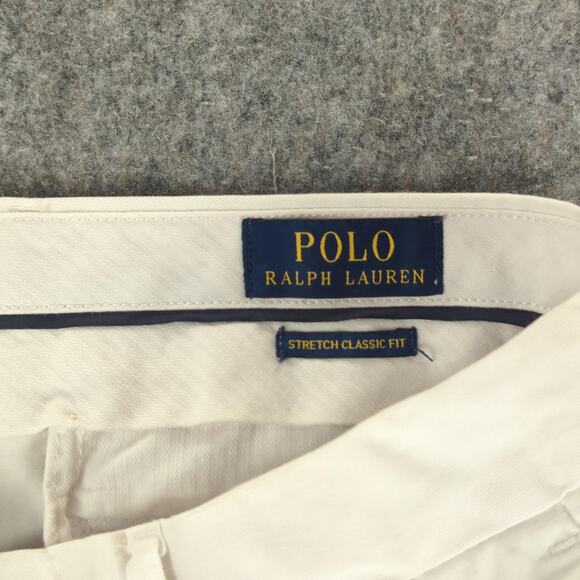 POLO
RALPH LAUREN
STRETCH CLASSIC FIT